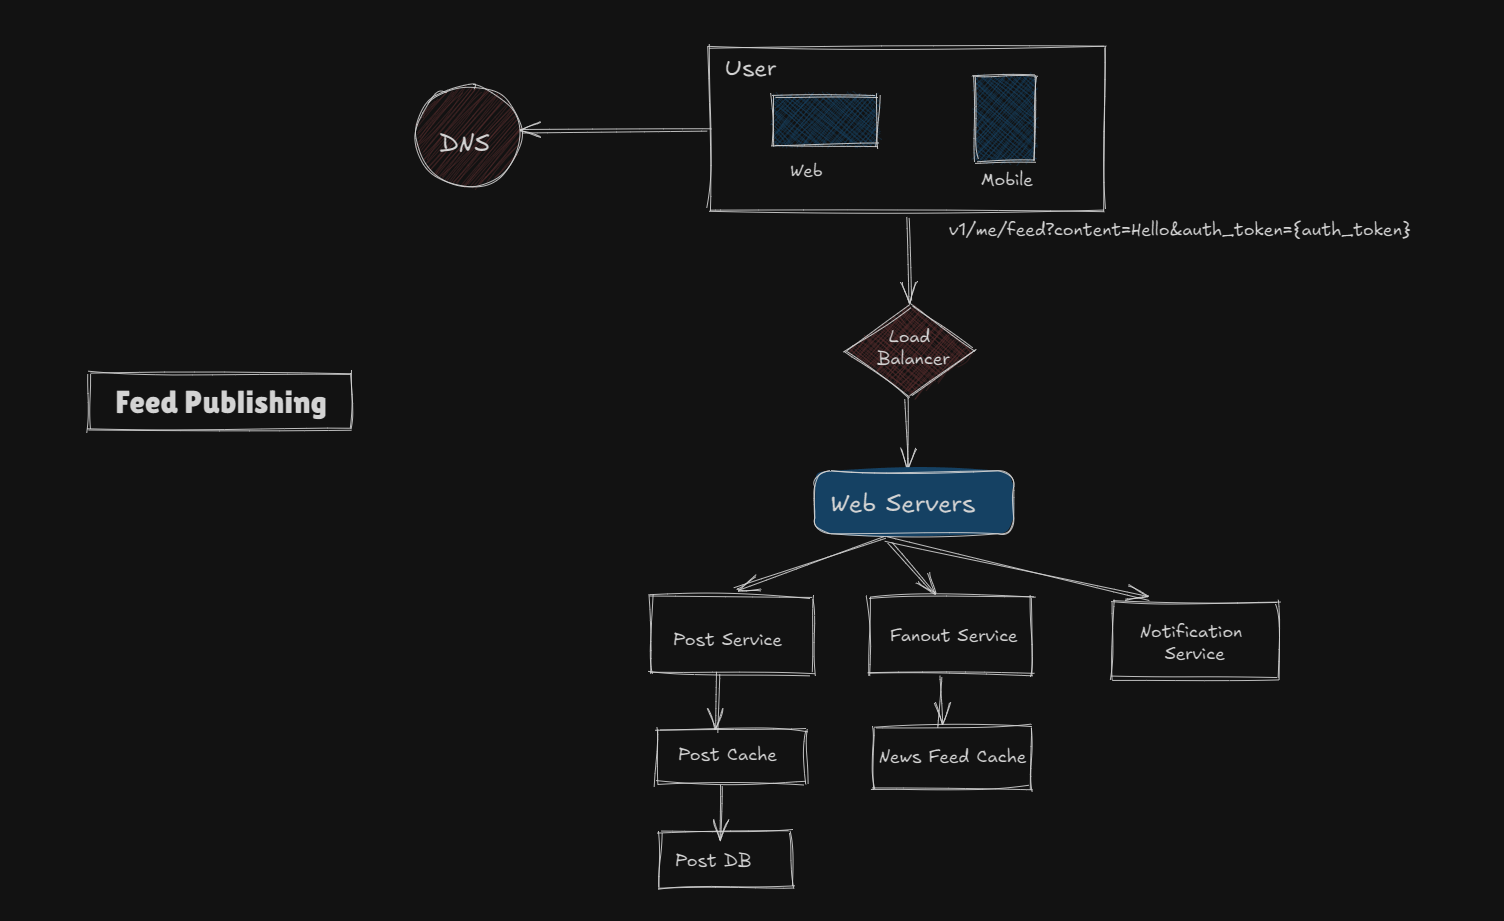 User
DNS
Web
Mobile
v1/me/feed?content=Hello&auth_token={auth_token}
Load
Balancer
Feed Publishing
Web Servers
Post Service
Fanout Service
Notification
Service
Post Cache
News Feed Cache
Post DB